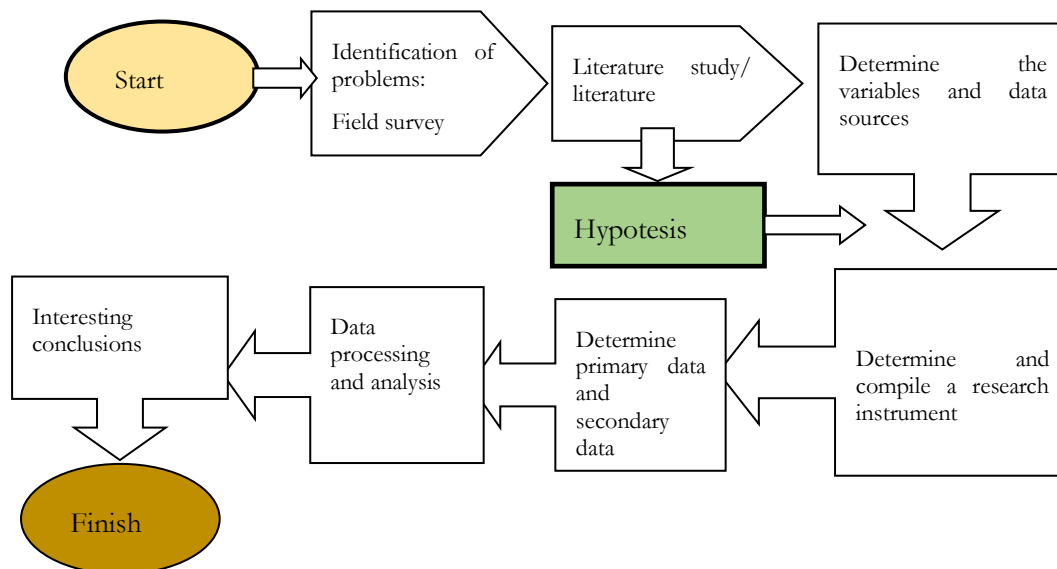 Start
Identification of
problems:
Field survey
Literature study/
literature
Determine the
variables and data
sources
Hypotesis
Interesting
conclusions
Data
processing
and analysis
Determine
primary data
and
secondary
data
Determine and
compile a research
instrument
Finish